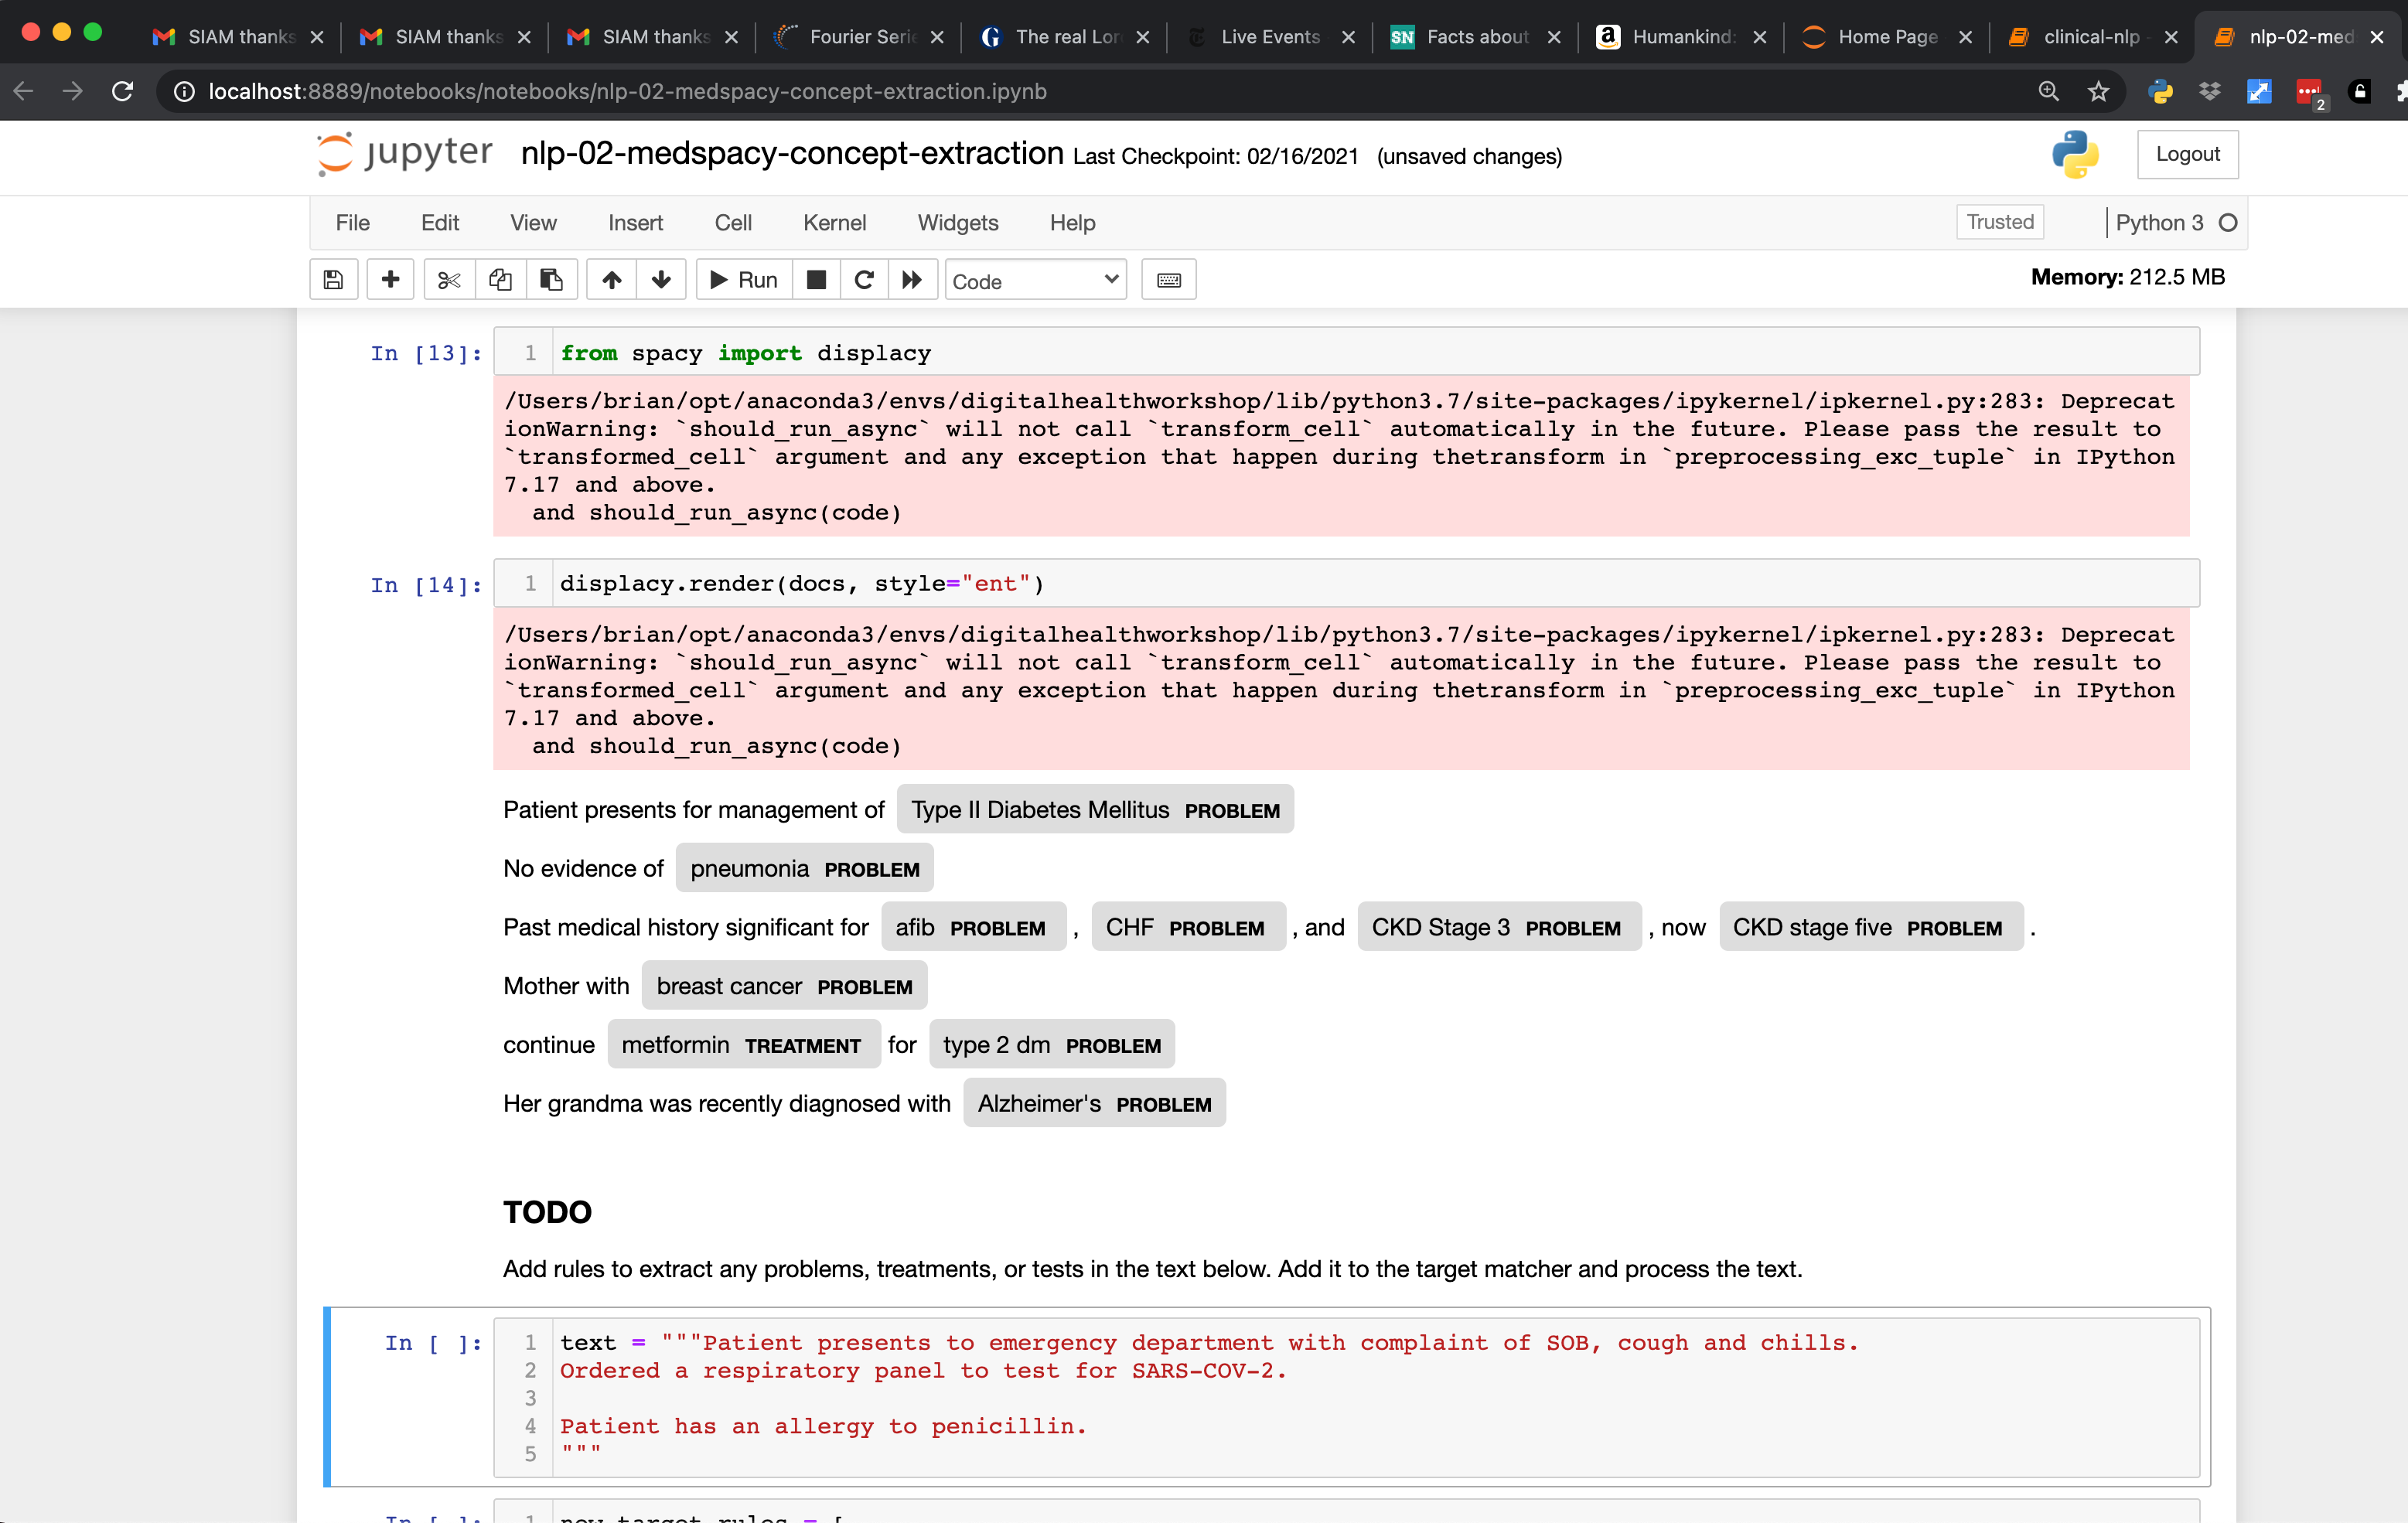 SIAM thanks
SIAM thanks
SIAM thanks
Fourier Serie
The real Lor
Live Events
SN Facts about
Humankind:
Home Page
clinical-nlp -
nlp-02-med
localhost:8889/notebooks/notebooks/nlp-02-medspacy-concept-extraction.ipynb
2
jupyter nlp-02-medspacy-concept-extraction Last Checkpoint: 02/16/2021 (unsaved changes)
Logout
File Edit View Insert Cell Kernel Widgets Help
Trusted Python 3
Run Code
Memory: 212.5 MB
In [13]: 1 from spacy import displacy
/Users/brian/opt/anaconda3/envs/digitalhealthworkshop/lib/python3.7/site-packages/ipykernel/ipkernel.py:283: Deprecat
ionWarning: `should_run_async` will not call `transform_cell` automatically in the future. Please pass the result to
`transformed_cell` argument and any exception that happen during thetransform in `preprocessing_exc_tuple` in IPython
7.17 and above.
and should_run_async(code)
In [14]: 1 displacy.render(docs, style="ent")
/Users/brian/opt/anaconda3/envs/digitalhealthworkshop/lib/python3.7/site-packages/ipykernel/ipkernel.py:283: Deprecat
ionWarning: `should_run_async` will not call `transform_cell` automatically in the future. Please pass the result to
`transformed_cell` argument and any exception that happen during thetransform in `preprocessing_exc_tuple` in IPython
7.17 and above.
and should_run_async(code)
Patient presents for management of Type II Diabetes Mellitus PROBLEM
No evidence of pneumonia PROBLEM
Past medical history significant for afib PROBLEM , CHF PROBLEM , and CKD Stage 3 PROBLEM , now CKD stage five PROBLEM .
Mother with breast cancer PROBLEM
continue metformin TREATMENT for type 2 dm PROBLEM
Her grandma was recently diagnosed with Alzheimer's PROBLEM
TODO
Add rules to extract any problems, treatments, or tests in the text below. Add it to the target matcher and process the text.
In [ ]: 1 text = """Patient presents to emergency department with complaint of SOB, cough and chills.
2 Ordered a respiratory panel to test for SARS-COV-2.
3
4 Patient has an allergy to penicillin.
5 """
In [ ]: 1 new_target_rules = [